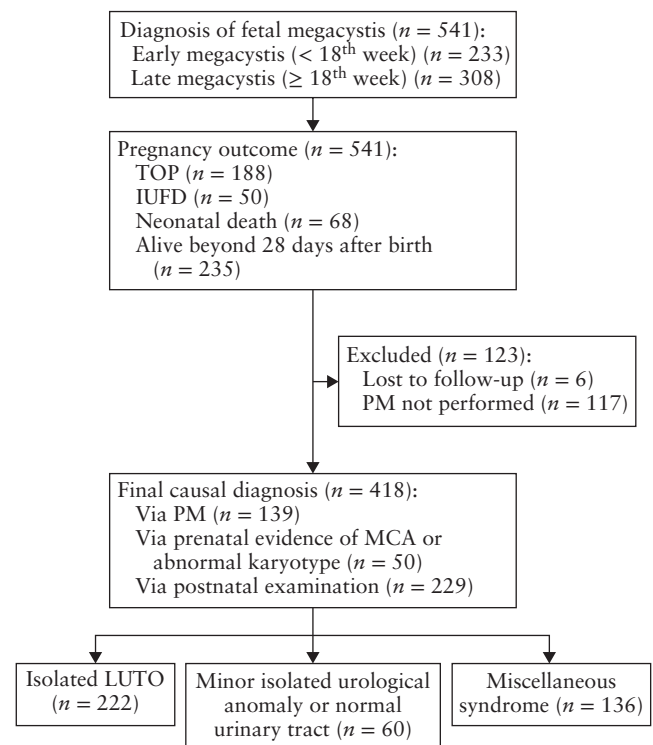 Diagnosis of fetal megacystis (n = 541):
Early megacystis (< 18th week) (n = 233)
Late megacystis (≥ 18th week) (n = 308)
Pregnancy outcome (n = 541):
TOP (n = 188)
IUFD (n = 50)
Neonatal death (n = 68)
Alive beyond 28 days after birth
(n = 235)
Excluded (n = 123):
Lost to follow-up (n = 6)
PM not performed (n = 117)
Final causal diagnosis (n = 418):
Via PM (n = 139)
Via prenatal evidence of MCA or
abnormal karyotype (n = 50)
Via postnatal examination (n = 229)
Isolated LUTO
(n = 222)
Minor isolated urological
anomaly or normal
urinary tract (n = 60)
Miscellaneous
syndrome (n = 136)